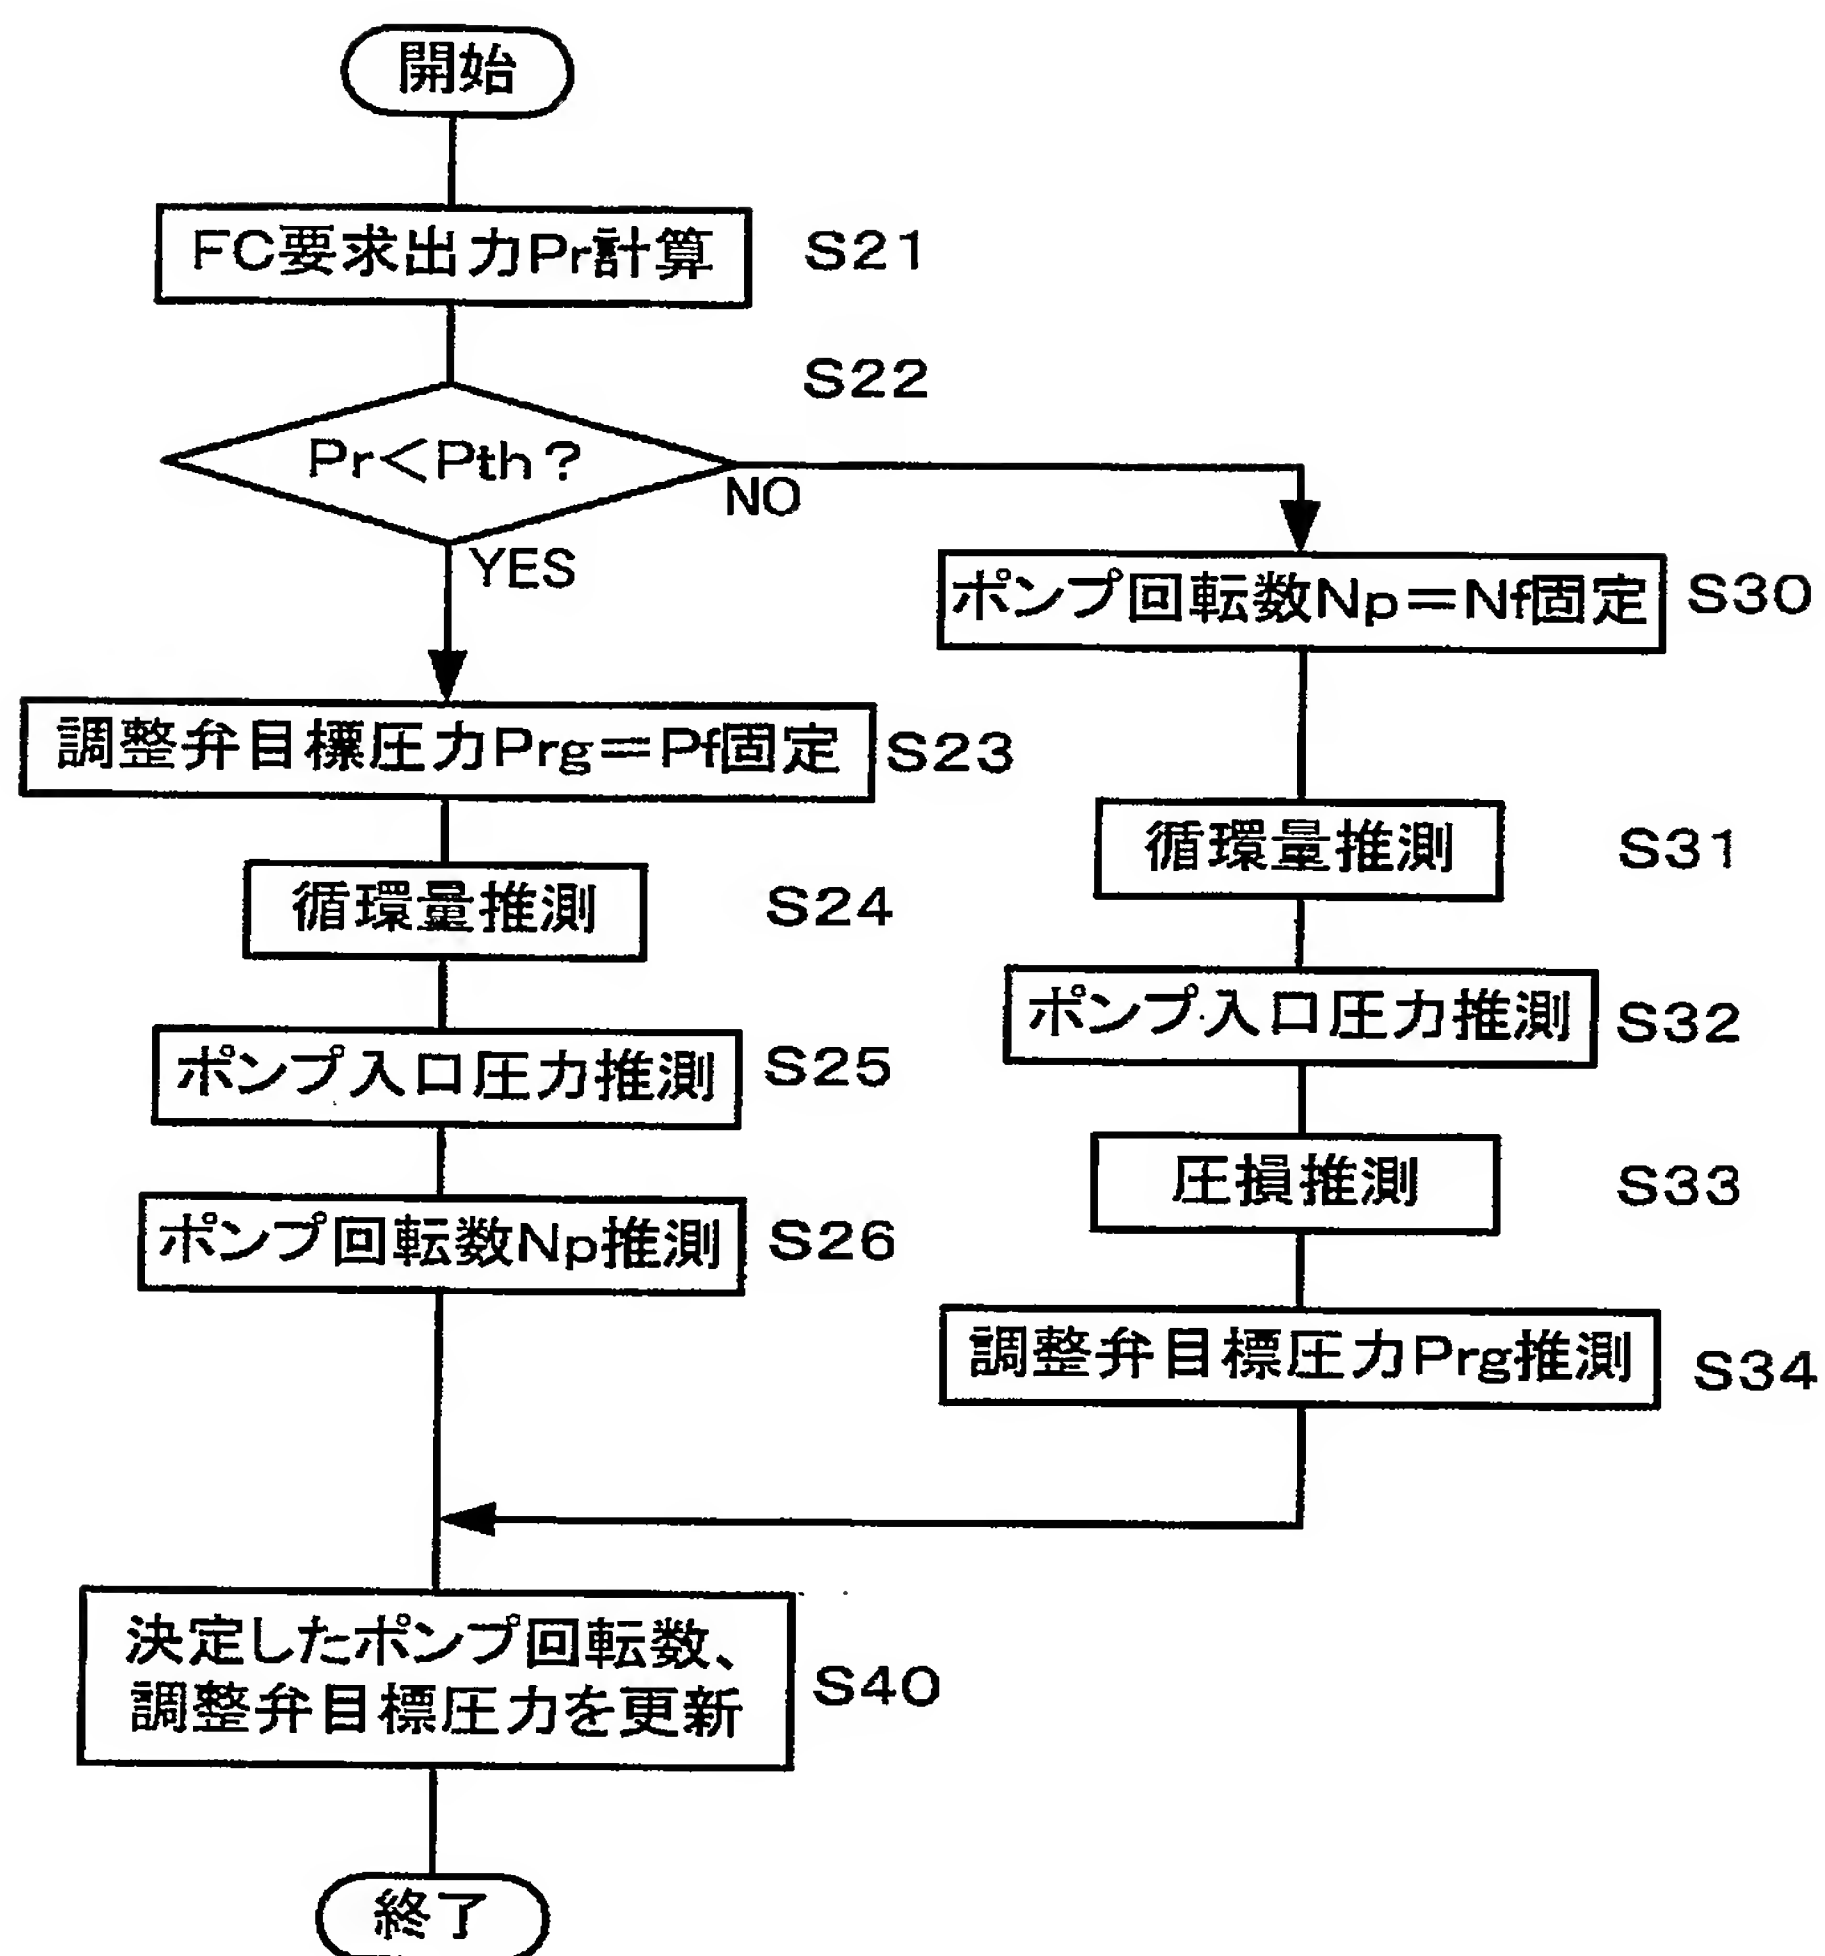 開始
FC要求出力Pr計算
S21
S22
Pr<Pth?
NO
YES
調整弁目標圧力Prg=Pf固定
S23
循環量推測
S24
ポンプ入口圧力推測
S25
ポンプ回転数Np推測
S26
ポンプ回転数Np=Nf固定
S30
循環量推測
S31
ポンプ入口圧力推測
S32
圧損推測
S33
調整弁目標圧力Prg推測
S34
決定したポンプ回転数、
調整弁目標圧力を更新
S40
終了